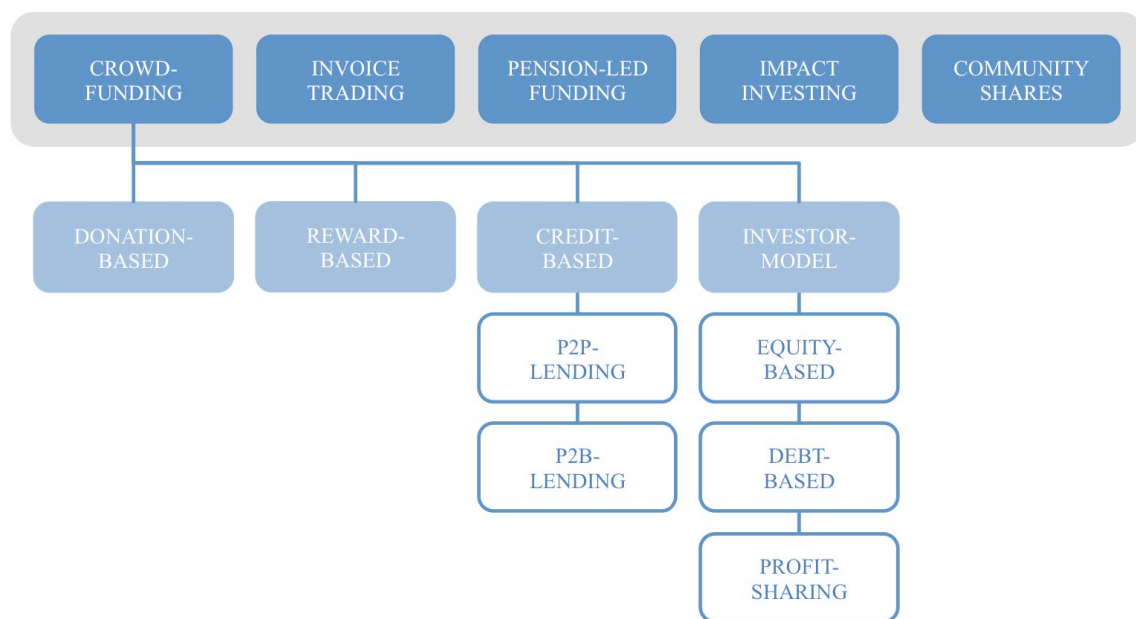 CROWD-
FUNDING
INVOICE
TRADING
PENSION-LED
FUNDING
IMPACT
INVESTING
COMMUNITY
SHARES
DONATION-
BASED
REWARD-
BASED
CREDIT-
BASED
INVESTOR-
MODEL
P2P-
LENDING
EQUITY-
BASED
P2B-
LENDING
DEBT-
BASED
PROFIT-
SHARING